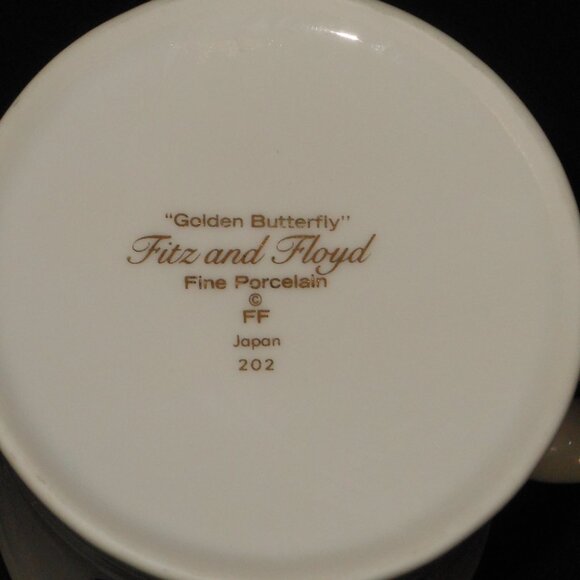 "Golden Butterfly"
Fitz and Floyd
Fine Porcelain
©
FF
Japan
202